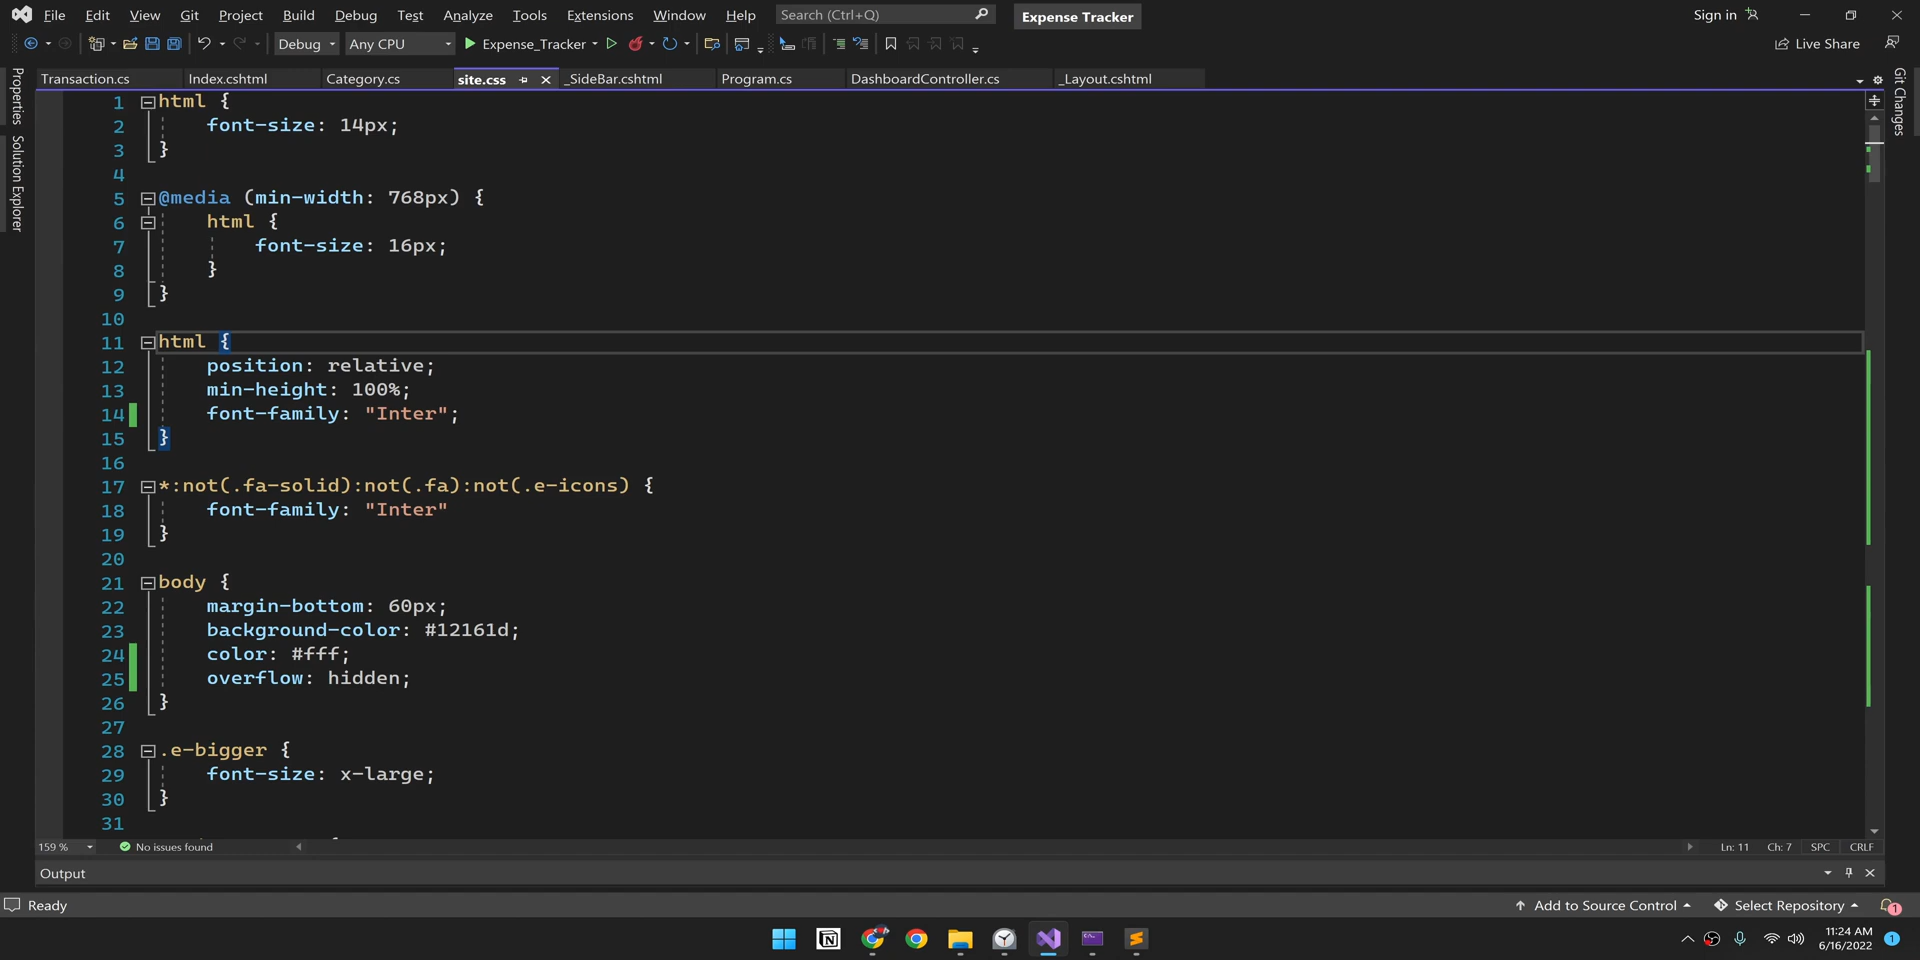 File Edit View Git Project Build Debug Test Analyze Tools Extensions Window Help Search (Ctrl+Q) Expense Tracker Sign in
Debug Any CPU Expense_Tracker Live Share
Transaction.cs Index.cshtml Category.cs site.css _SideBar.cshtml Program.cs DashboardController.cs _Layout.cshtml
Properties
Solution Explorer
Git Changes
1 html {
2 font-size: 14px;
3 }
4
5 @media (min-width: 768px) {
6 html {
7 font-size: 16px;
8 }
9 }
10
11 html {
12 position: relative;
13 min-height: 100%;
14 font-family: "Inter";
15 }
16
17 *:not(.fa-solid):not(.fa):not(.e-icons) {
18 font-family: "Inter"
19 }
20
21 body {
22 margin-bottom: 60px;
23 background-color: #12161d;
24 color: #fff;
25 overflow: hidden;
26 }
27
28 .e-bigger {
29 font-size: x-large;
30 }
31
159 % No issues found Ln: 11 Ch: 7 SPC CRLF
Output
Ready Add to Source Control Select Repository 1
11:24 AM
6/16/2022 1